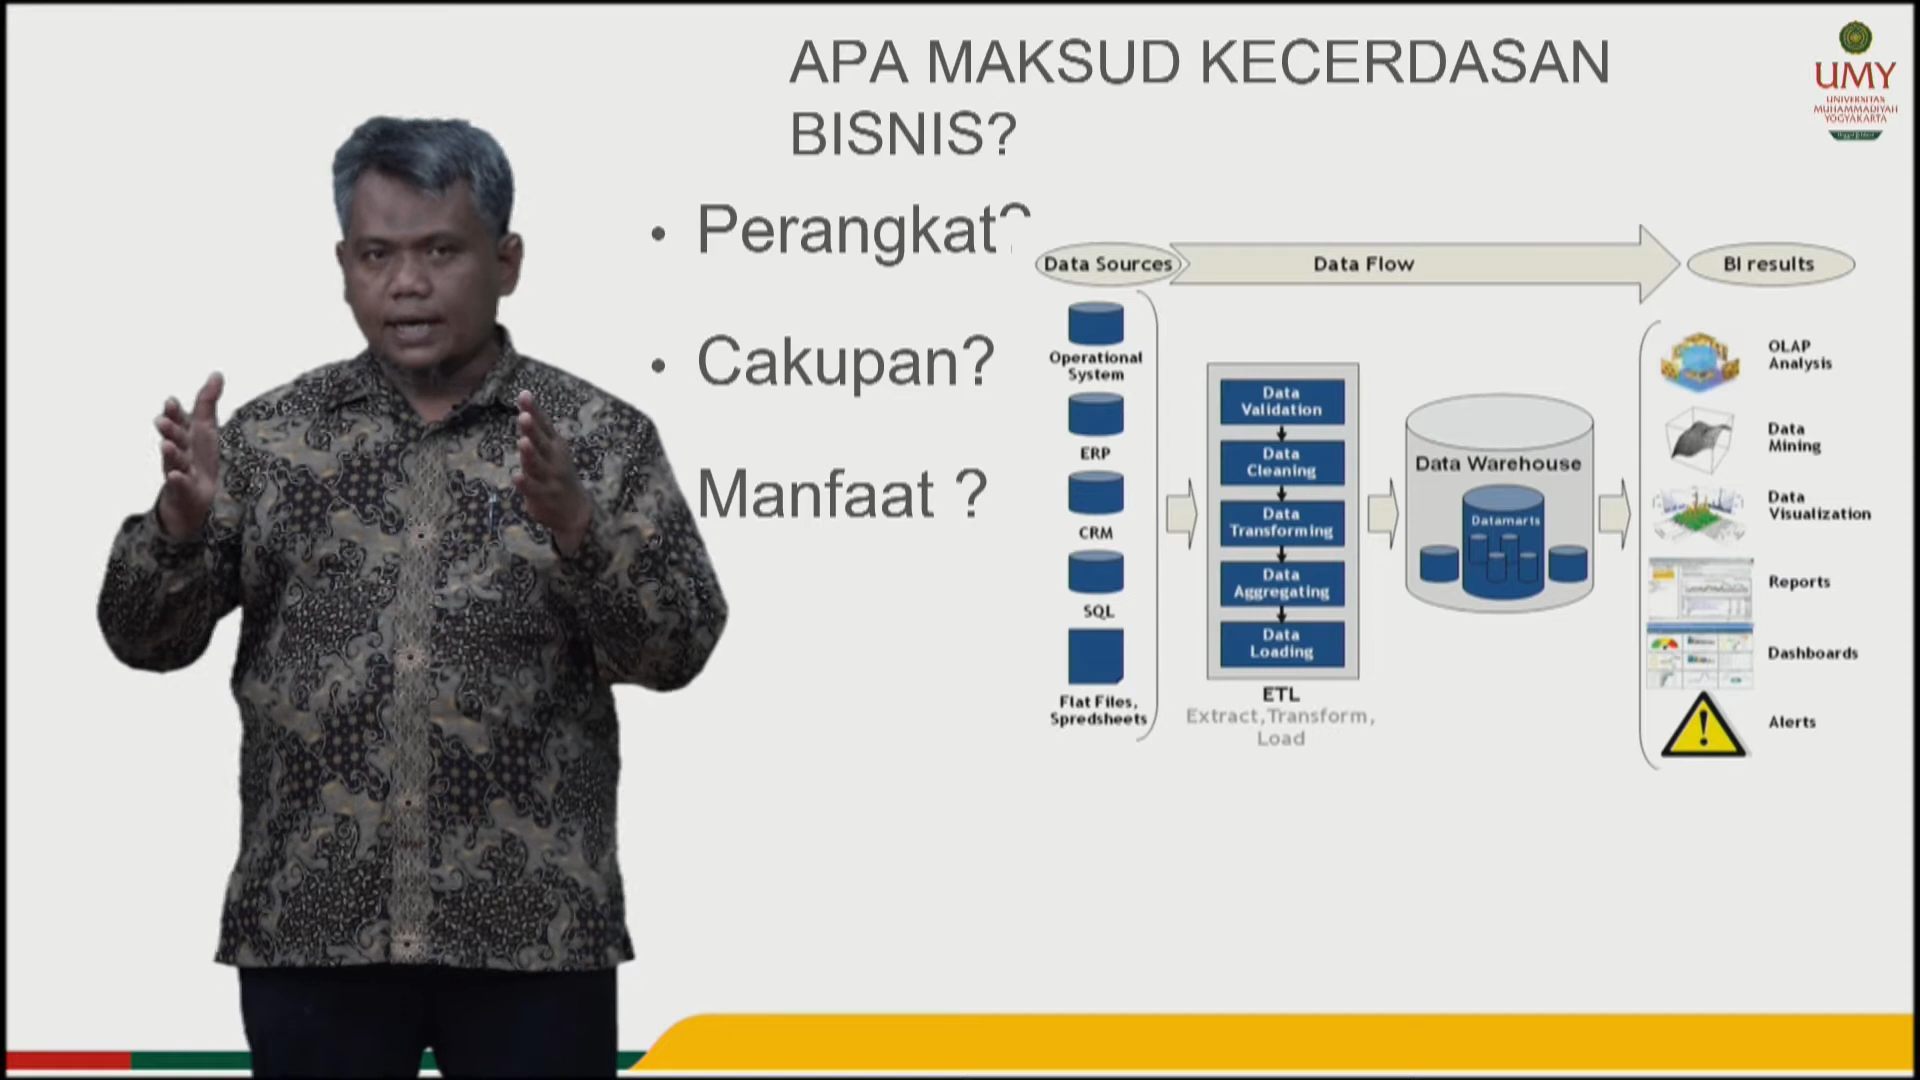 APA MAKSUD KECERDASAN
BISNIS?
UMY
UNIVERSITAS
MUHAMMADIYAH
YOGYAKARTA
• Perangkat?
• Cakupan?
Manfaat ?
Data Sources
Data Flow
BI results
Operational
System
ERP
CRM
SQL
Flat Files,
Spredsheets
Data
Validation
Data
Cleaning
Data
Transforming
Data
Aggregating
Data
Loading
ETL
Extract,Transform,
Load
Data Warehouse
Datamarts
OLAP
Analysis
Data
Mining
Data
Visualization
Reports
Dashboards
Alerts